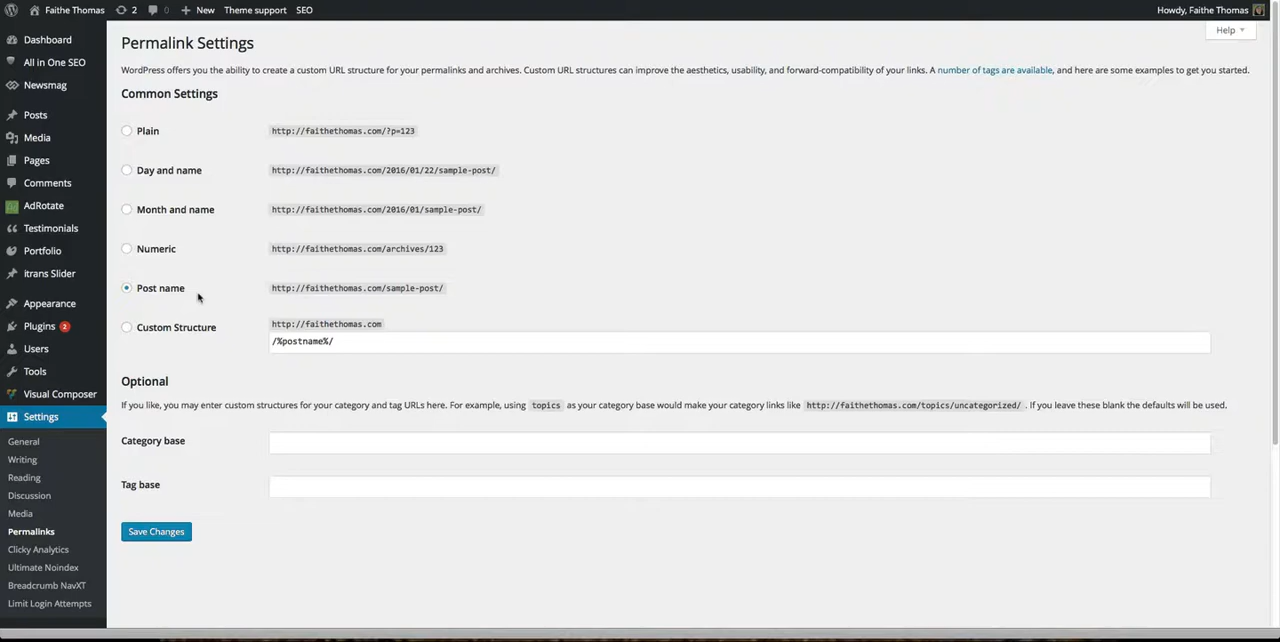 Faithe Thomas 2 0 New Theme support SEO Howdy, Faithe Thomas
Help
Dashboard
All in One SEO
Newsmag
Posts
Media
Pages
Comments
AdRotate
Testimonials
Portfolio
itrans Slider
Appearance
Plugins 2
Users
Tools
Visual Composer
Settings
General
Writing
Reading
Discussion
Media
Permalinks
Clicky Analytics
Ultimate Noindex
Breadcrumb NavXT
Limit Login Attempts
Permalink Settings
WordPress offers you the ability to create a custom URL structure for your permalinks and archives. Custom URL structures can improve the aesthetics, usability, and forward-compatibility of your links. A number of tags are available, and here are some examples to get you started.
Common Settings
Plain http://faithethomas.com/?p=123
Day and name http://faithethomas.com/2016/01/22/sample-post/
Month and name http://faithethomas.com/2016/01/sample-post/
Numeric http://faithethomas.com/archives/123
Post name http://faithethomas.com/sample-post/
Custom Structure http://faithethomas.com
/%postname%/
Optional
If you like, you may enter custom structures for your category and tag URLs here. For example, using topics as your category base would make your category links like http://faithethomas.com/topics/uncategorized/ . If you leave these blank the defaults will be used.
Category base
Tag base
Save Changes